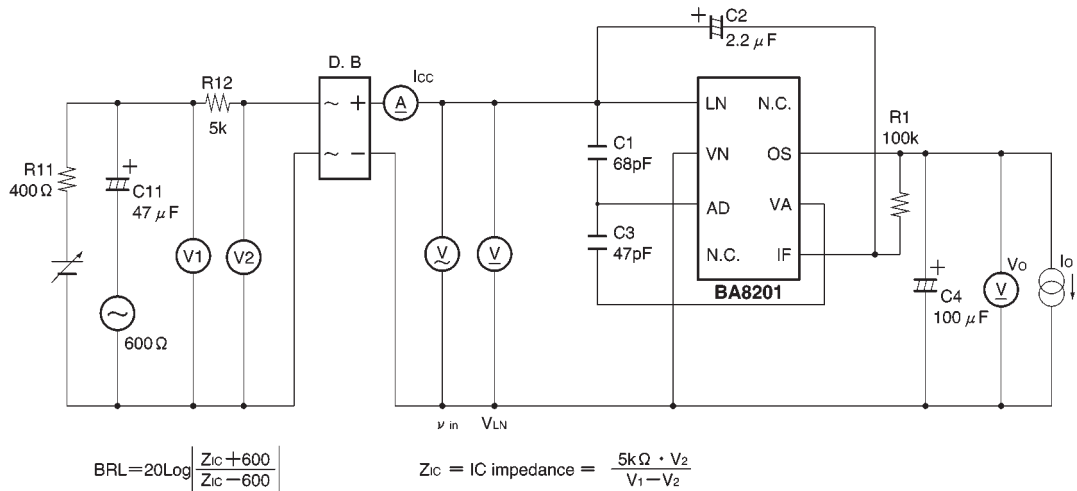 C2
2.2 μF
D. B
Icc
R12
5k
R11
400Ω
C11
47 μF
600Ω
V1
V2
A
V
V
C1
68pF
C3
47pF
LN
N.C.
VN
OS
AD
VA
N.C.
IF
BA8201
R1
100k
C4
100 μF
Vo
V
Io
ν in
VLN
BRL=20Log|ZIC+600/ZIC−600|
ZIC = IC impedance = 5kΩ・V2/V1−V2